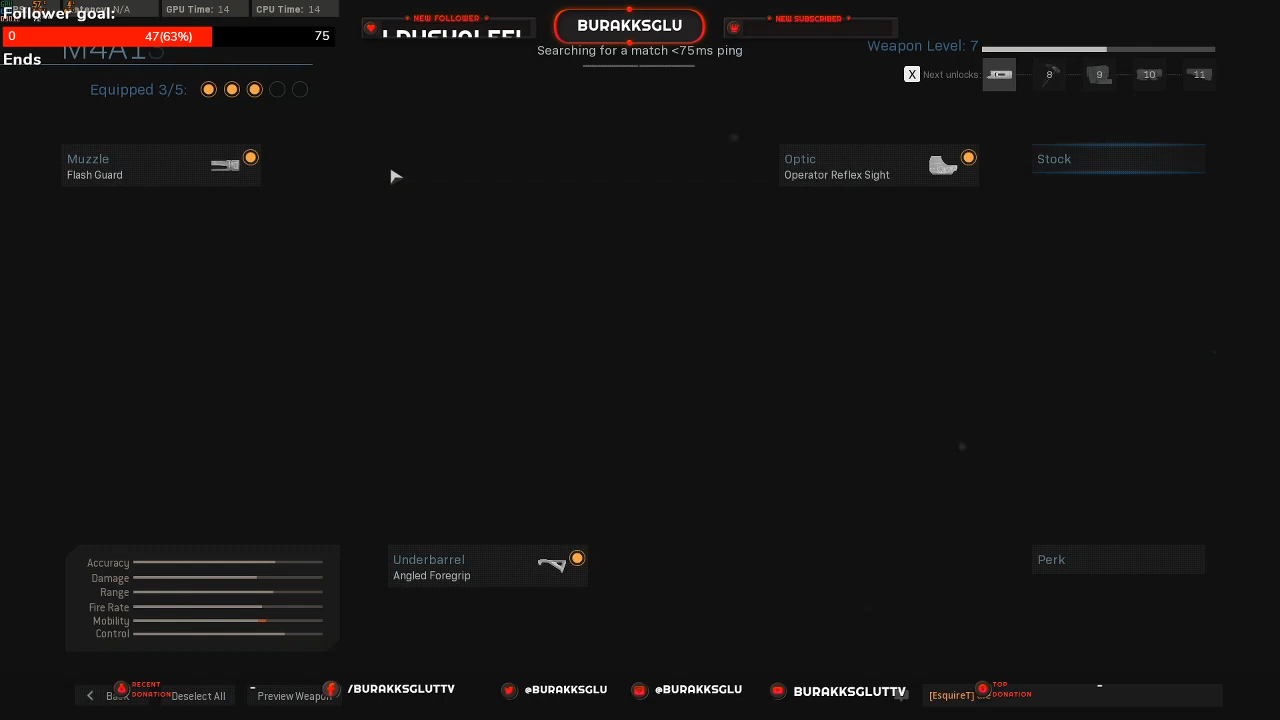 Follower goal:
0 47(63%) 75
Ends
N/A
GPU Time: 14
CPU Time: 14
NEW FOLLOWER
BURAKKSGLU
NEW SUBSCRIBER
Searching for a match <75ms ping
M4A1
Equipped 3/5:
Weapon Level: 7
X Next unlocks: 8 9 10 11
Muzzle
Flash Guard
Optic
Operator Reflex Sight
Stock
Underbarrel
Angled Foregrip
Perk
Accuracy
Damage
Range
Fire Rate
Mobility
Control
Back
RECENT DONATION
Deselect All
Preview Weapon
/BURAKKSGLUTTV
@BURAKKSGLU
@BURAKKSGLU
BURAKKSGLUTTV
[EsquireT]
TOP DONATION